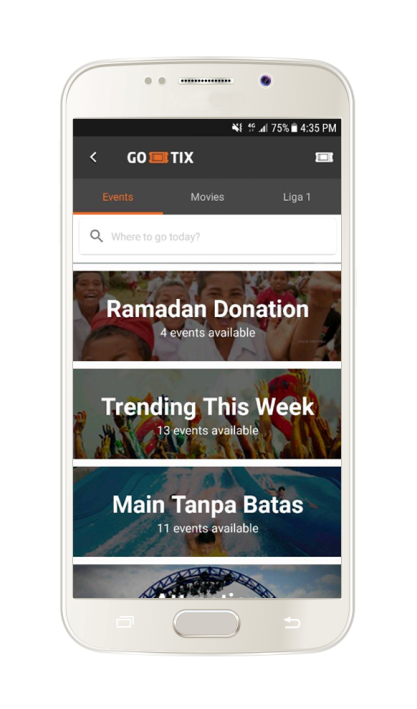 4G 75% 4:35 PM
GO TIX
Events Movies Liga 1
Where to go today?
Ramadan Donation
4 events available
Trending This Week
13 events available
Main Tanpa Batas
11 events available